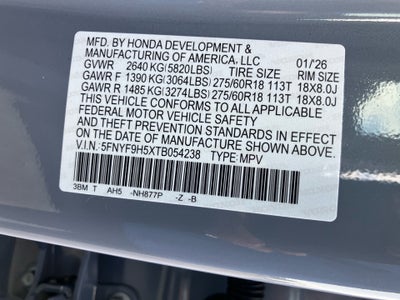 MFD. BY HONDA DEVELOPMENT &
MANUFACTURING OF AMERICA, LLC 01/26
GVWR 2640 KG(5820LBS) TIRE SIZE RIM SIZE
GAWR F 1390 KG(3064LBS) 275/60R18 113T 18X8.0J
GAWR R 1485 KG(3274LBS) 275/60R18 113T 18X8.0J
THIS VEHICLE CONFORMS TO ALL APPLICABLE
FEDERAL MOTOR VEHICLE SAFETY
STANDARDS IN EFFECT ON THE DATE OF
MANUFACTURE SHOWN ABOVE.
V.I.N.: 5FNYF9H5XTB054238 TYPE MPV
3BM T AH5 -NH877P -Z -B